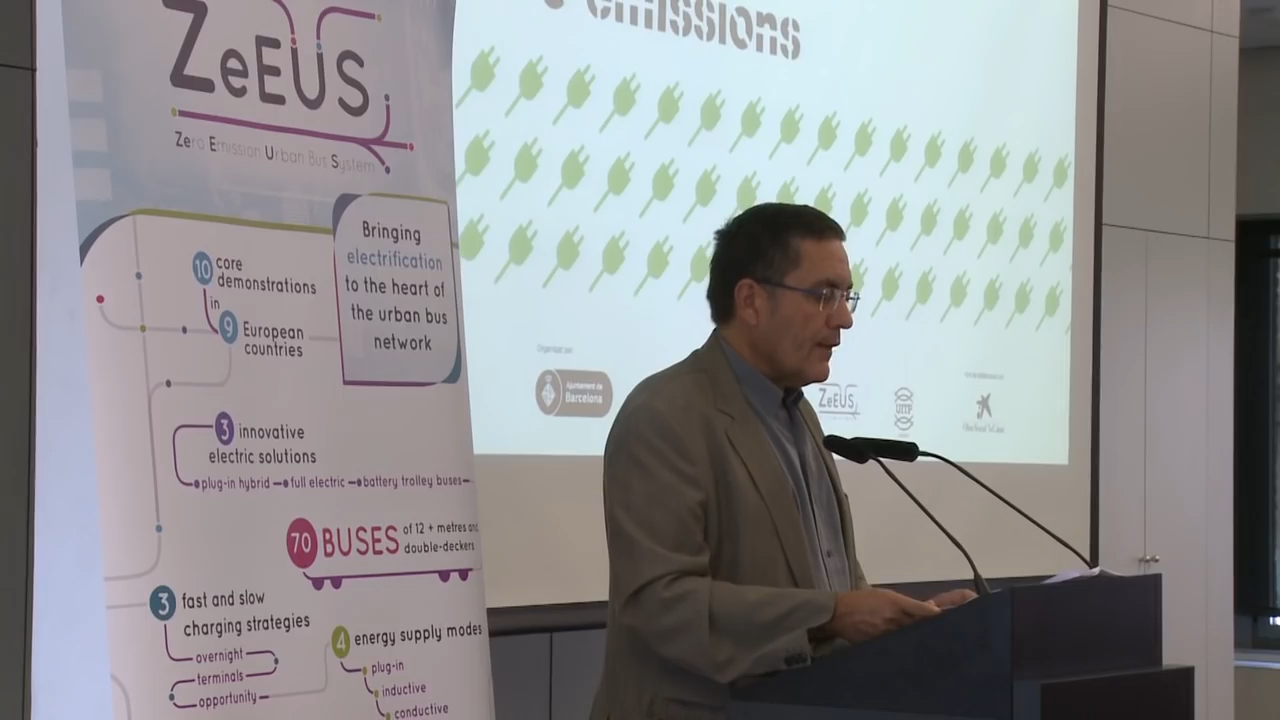 ZeEUS
Zero Emission Urban Bus System
Bringing
electrification
to the heart of
the urban bus
network
10 core
demonstrations
in
9 European
countries
3 innovative
electric solutions
plug-in hybrid full electric battery trolley buses
70 BUSES of 12 + metres and
double-deckers
3 fast and slow
charging strategies
overnight
terminals
opportunity
4 energy supply modes
plug-in
inductive
conductive
emissions
Organitzat per:
Ajuntament de
Barcelona
ZeEUS
UITP